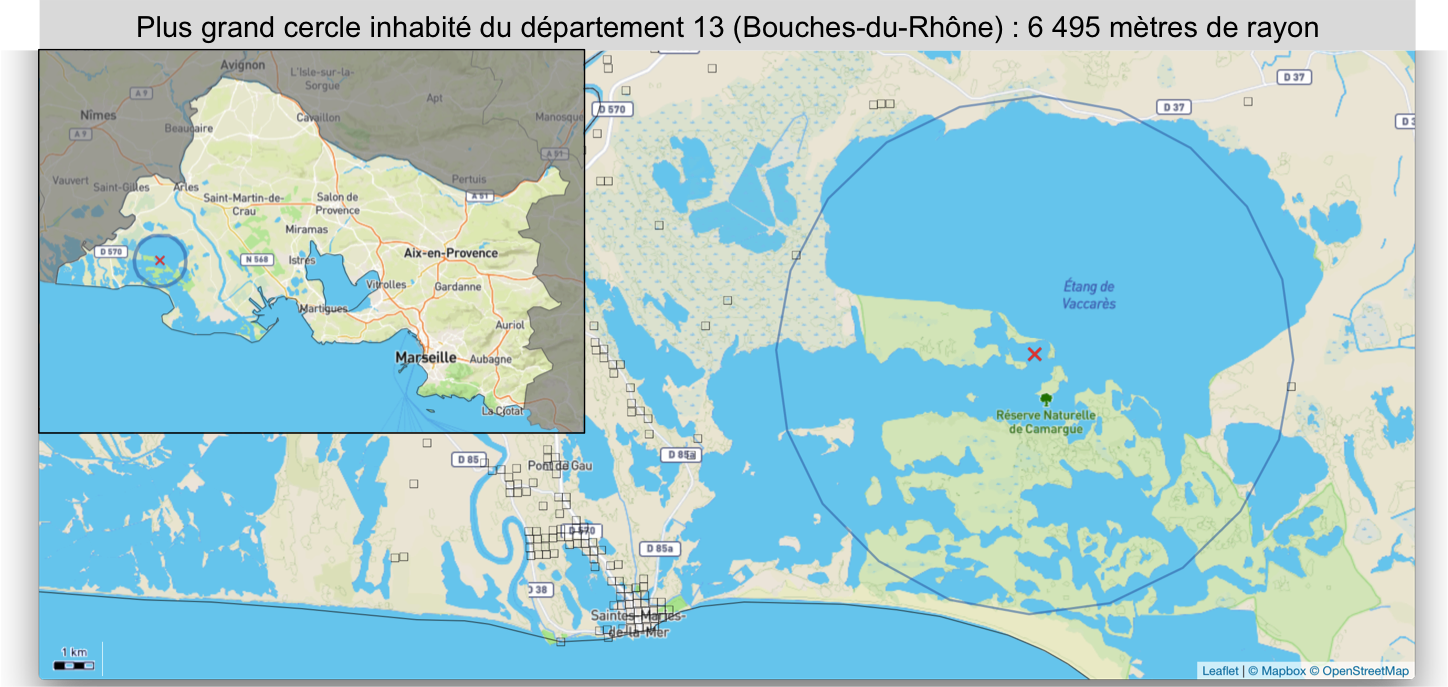 Plus grand cercle inhabité du département 13 (Bouches-du-Rhône) : 6 495 mètres de rayon
Avignon
L'Isle-sur-la-
Sorgue
A 9
Apt
Nîmes
Cavaillon
Manosque
Beaucaire
A 9
A 51
Vauvert
Saint-Gilles
Arles
Pertuis
Saint-Martin-de-
Crau
Salon de
Provence
A 51
Miramas
D 570
N 568
Istres
Aix-en-Provence
Vitrolles
Gardanne
Martigues
Auriol
Marseille
Aubagne
La Ciotat
D 570
D 37
D 37
Étang de
Vaccarès
Réserve Naturelle
de Camargue
D 85
Pont de Gau
D 85a
D 570
D 85a
D 38
Saintes-Maries-
de-la-Mer
1 km
Leaflet | © Mapbox © OpenStreetMap